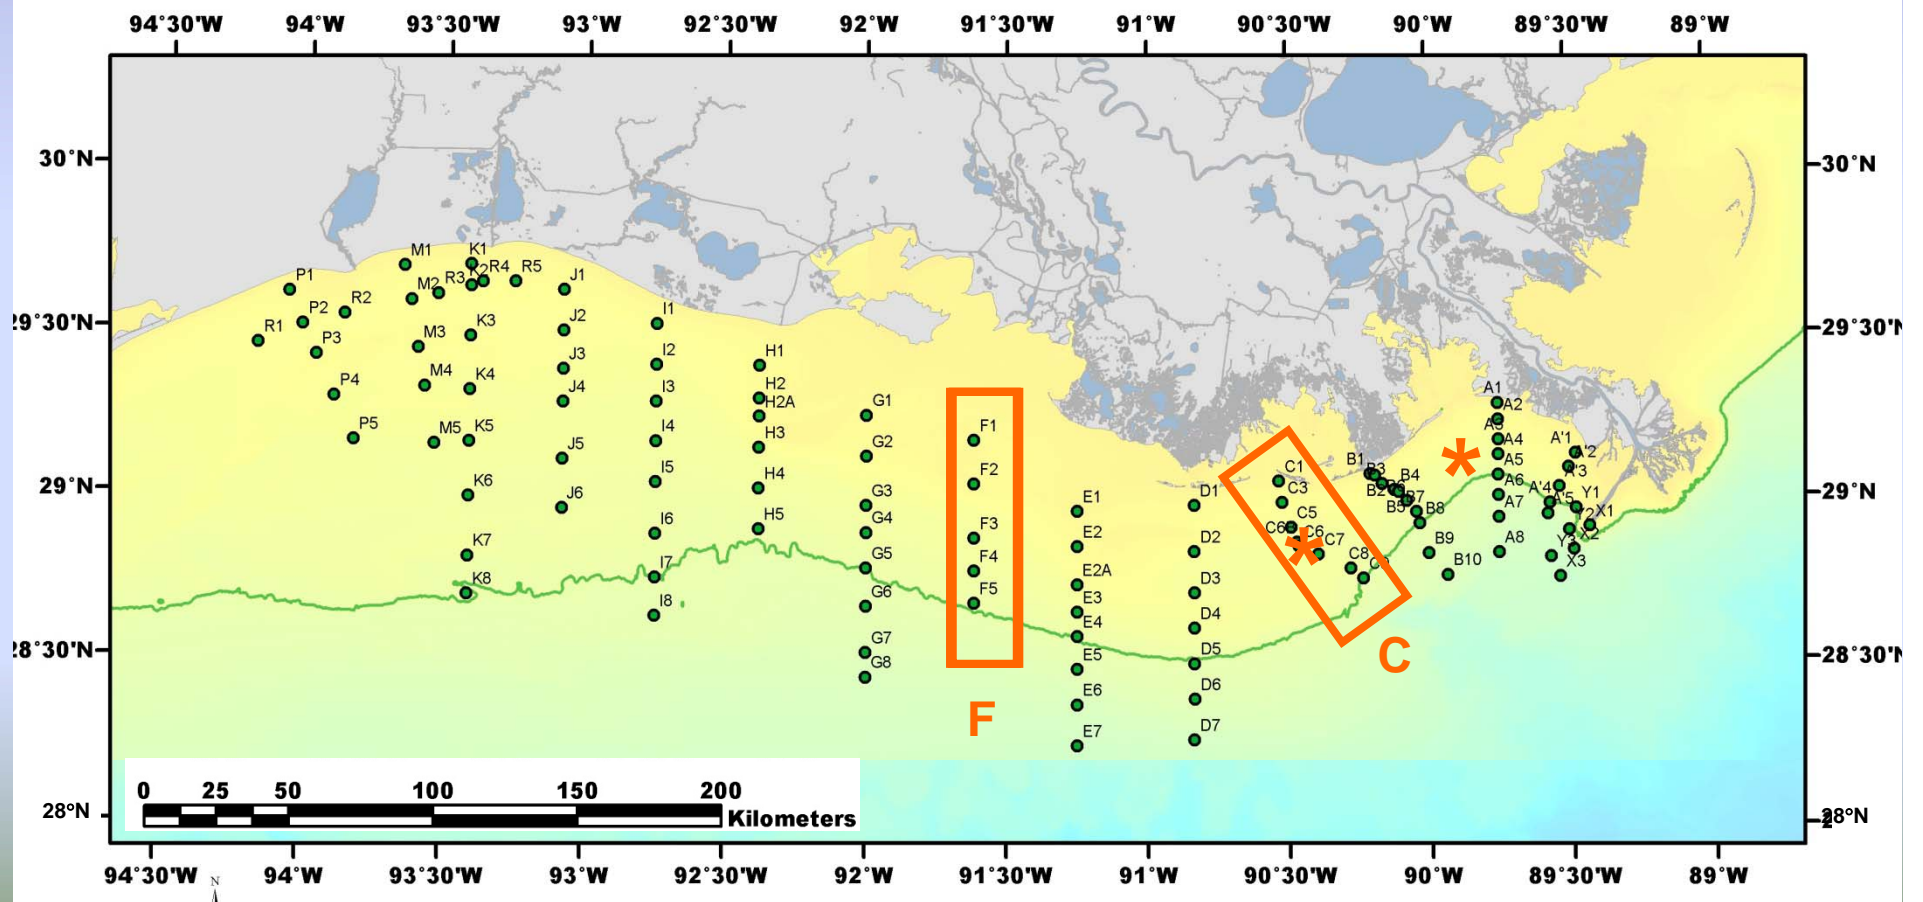 94°30'W 94°W 93°30'W 93°W 92°30'W 92°W 91°30'W 91°W 90°30'W 90°W 89°30'W 89°W
30°N 30°N
K1
M1
K2 R4 R5
P1 M2 R3 J1
R2
P2 I1
29°30'N 29°30'N
R1 P3 M3 K3 J2
I2 H1
J3
P4 M4 K4 H2 A1
J4 I3 H2A G1 A2
P5 M5 K5 I4 H3 G2 F1 A3
J5 A4 A'1
B1 A5 A'2
29°N 29°N
K6 I5 H4 G3 F2 E1 D1 C1 B3 B4 A6 A'3
J6 C3 B2 B6 A7 A'4 Y1
H5 G4 F3 E2 C5 B5 B7 B8 A'5 X1
K7 I6 G5 F4 D2 C6 C6 C7 B9 A8 Y2 X2
I7 E2A C8 B10 Y3
K8 G6 F5 E3 D3 C9 X3
I8 E4 D4
28°30'N 28°30'N
G7 E5 D5 C
G8 E6 D6
F E7 D7
0 25 50 100 150 200
Kilometers
28°N 28°N
94°30'W 94°W 93°30'W 93°W 92°30'W 92°W 91°30'W 91°W 90°30'W 90°W 89°30'W 89°W
N